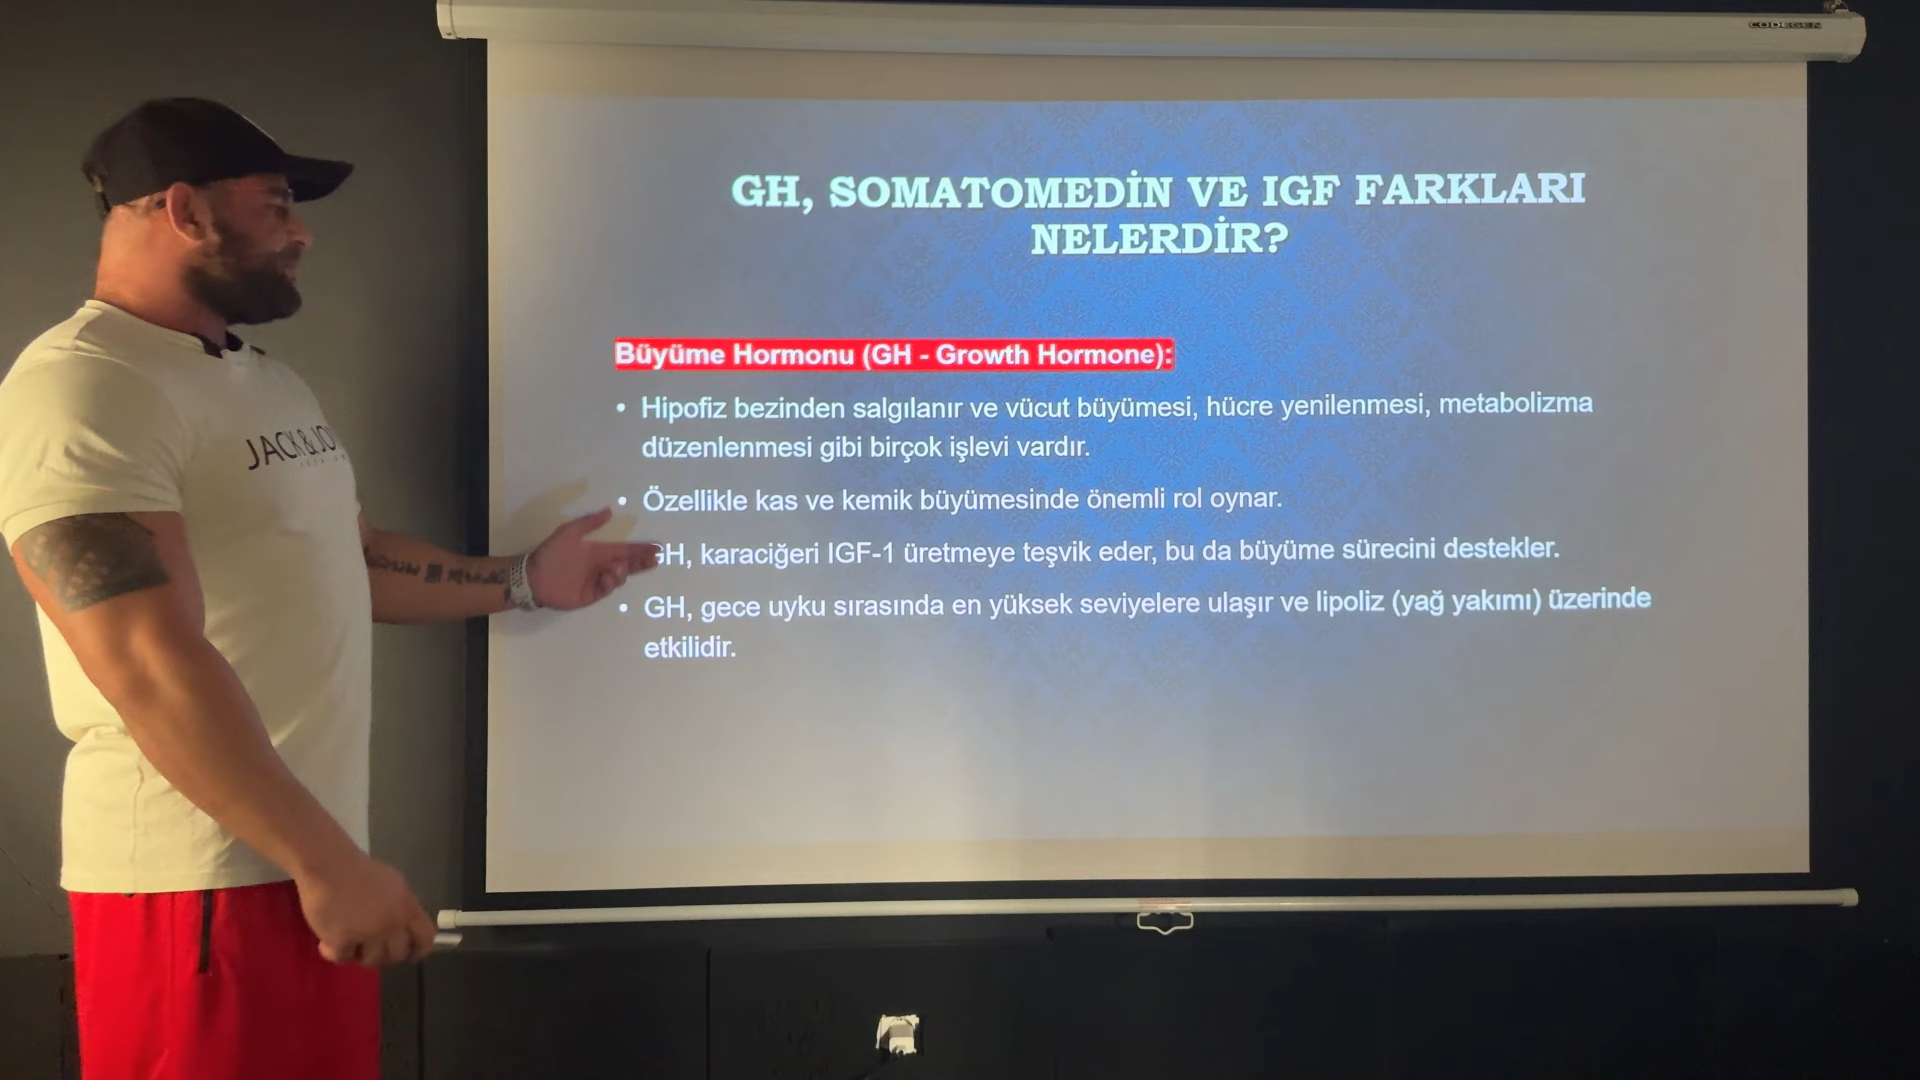 CODEGEN
GH, SOMATOMEDİN VE IGF FARKLARI
NELERDİR?
Büyüme Hormonu (GH - Growth Hormone):
• Hipofiz bezinden salgılanır ve vücut büyümesi, hücre yenilenmesi, metabolizma
düzenlenmesi gibi birçok işlevi vardır.
• Özellikle kas ve kemik büyümesinde önemli rol oynar.
GH, karaciğeri IGF-1 üretmeye teşvik eder, bu da büyüme sürecini destekler.
• GH, gece uyku sırasında en yüksek seviyelere ulaşır ve lipoliz (yağ yakımı) üzerinde
etkilidir.
JACK & JO